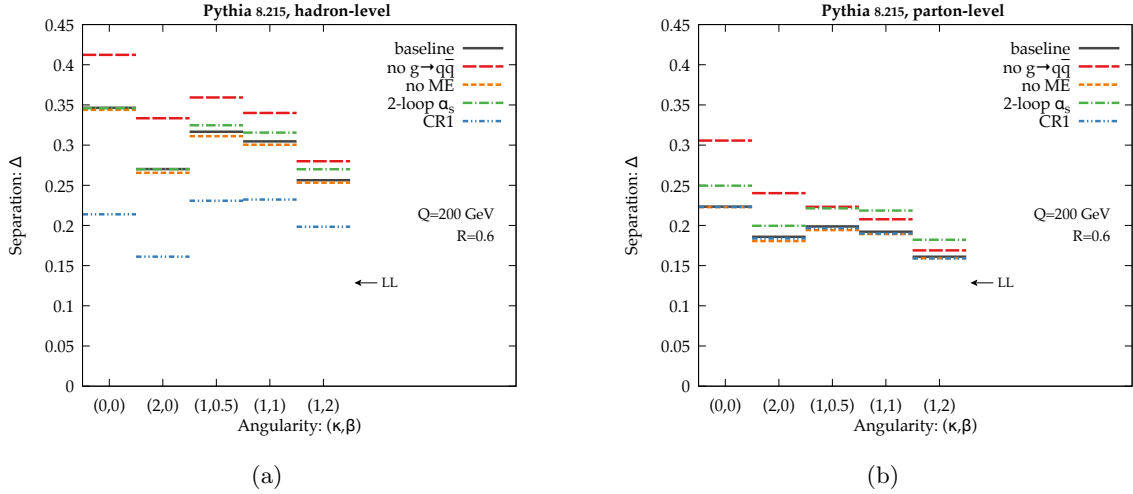 Pythia 8.215, hadron-level
0.45
0.4
0.35
0.3
0.25
0.2
0.15
0.1
0.05
0
Separation: Δ
baseline
no g→qq̅
no ME
2-loop αs
CR1
Q=200 GeV
R=0.6
LL
(0,0) (2,0) (1,0.5) (1,1) (1,2)
Angularity: (κ,β)
(a)
Pythia 8.215, parton-level
0.45
0.4
0.35
0.3
0.25
0.2
0.15
0.1
0.05
0
Separation: Δ
baseline
no g→qq̅
no ME
2-loop αs
CR1
Q=200 GeV
R=0.6
LL
(0,0) (2,0) (1,0.5) (1,1) (1,2)
Angularity: (κ,β)
(b)